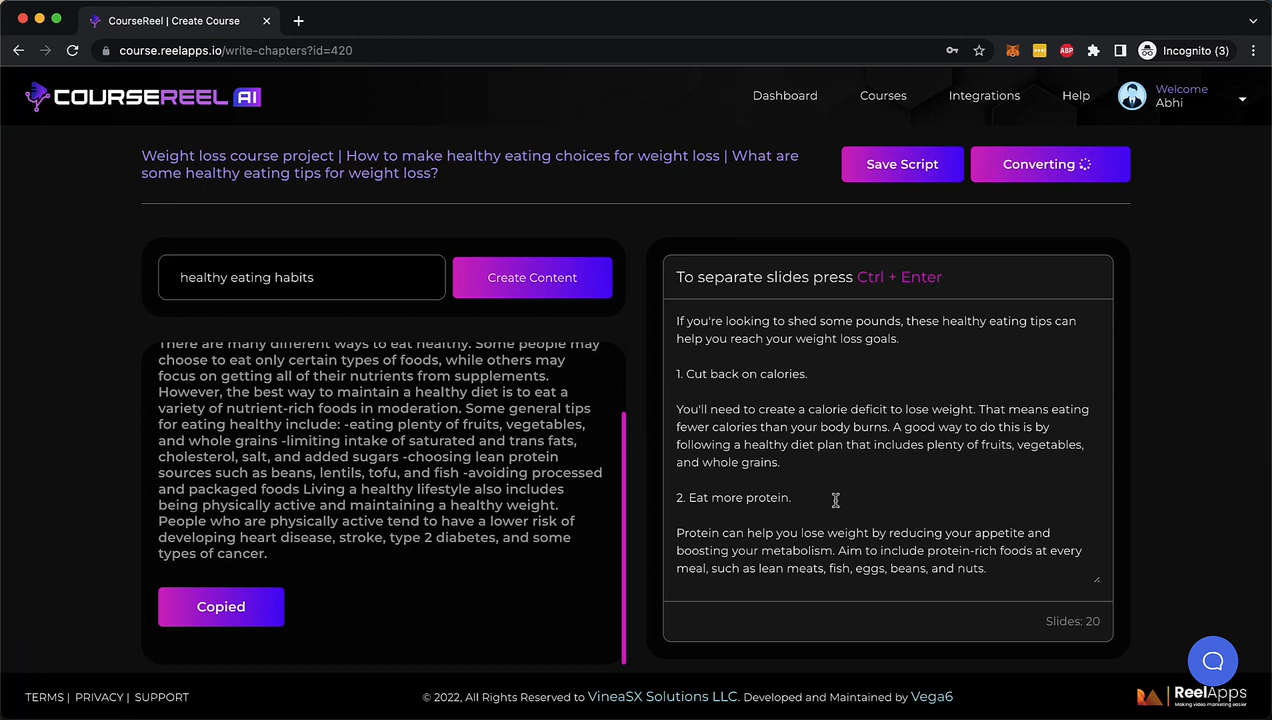 CourseReel | Create Course
course.reelapps.io/write-chapters?id=420
ABP
Incognito (3)
COURSEREEL AI
Dashboard
Courses
Integrations
Help
Welcome
Abhi
Weight loss course project | How to make healthy eating choices for weight loss | What are
some healthy eating tips for weight loss?
Save Script
Converting
healthy eating habits
Create Content
There are many different ways to eat healthy. Some people may
choose to eat only certain types of foods, while others may
focus on getting all of their nutrients from supplements.
However, the best way to maintain a healthy diet is to eat a
variety of nutrient-rich foods in moderation. Some general tips
for eating healthy include: -eating plenty of fruits, vegetables,
and whole grains -limiting intake of saturated and trans fats,
cholesterol, salt, and added sugars -choosing lean protein
sources such as beans, lentils, tofu, and fish -avoiding processed
and packaged foods Living a healthy lifestyle also includes
being physically active and maintaining a healthy weight.
People who are physically active tend to have a lower risk of
developing heart disease, stroke, type 2 diabetes, and some
types of cancer.
Copied
To separate slides press Ctrl + Enter
If you're looking to shed some pounds, these healthy eating tips can
help you reach your weight loss goals.
1. Cut back on calories.
You'll need to create a calorie deficit to lose weight. That means eating
fewer calories than your body burns. A good way to do this is by
following a healthy diet plan that includes plenty of fruits, vegetables,
and whole grains.
2. Eat more protein.
Protein can help you lose weight by reducing your appetite and
boosting your metabolism. Aim to include protein-rich foods at every
meal, such as lean meats, fish, eggs, beans, and nuts.
Slides: 20
TERMS | PRIVACY | SUPPORT
© 2022, All Rights Reserved to VineaSX Solutions LLC. Developed and Maintained by Vega6
ReelApps
Making video marketing easier